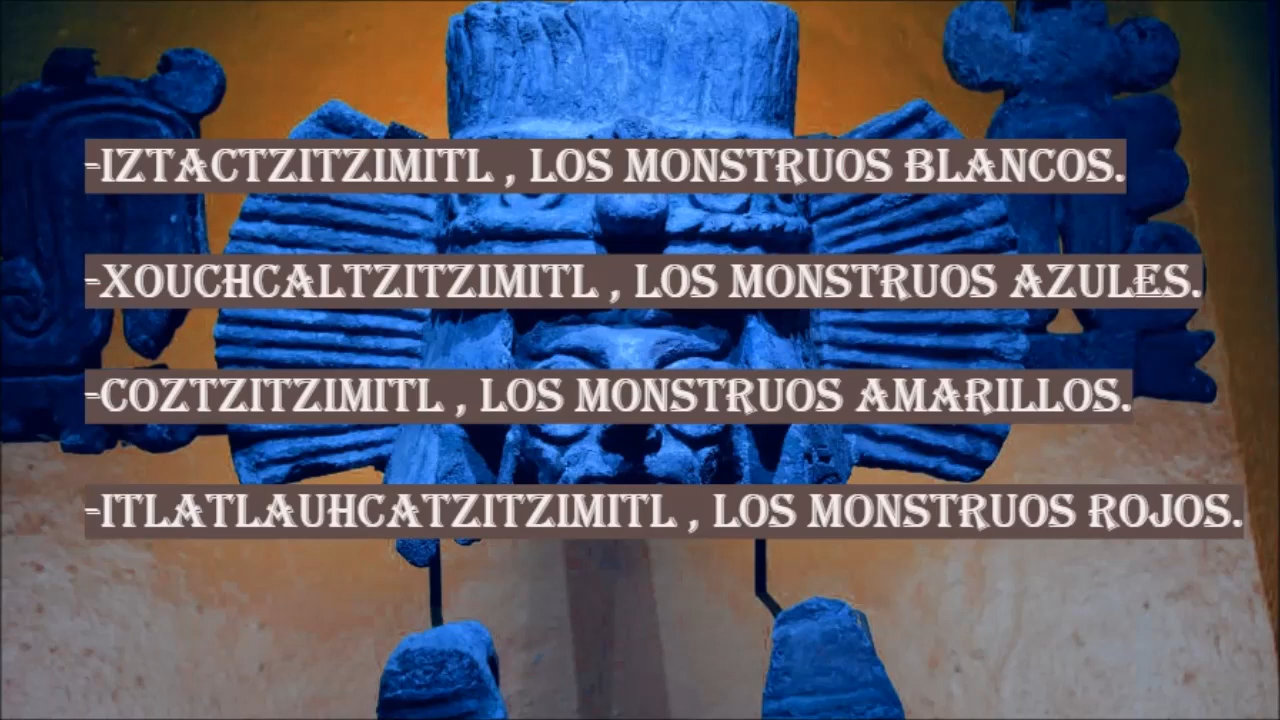 -IZTACTZITZIMITL , LOS MONSTRUOS BLANCOS.
-XOUCHCALTZITZIMITL , LOS MONSTRUOS AZULES.
-COZTZITZIMITL , LOS MONSTRUOS AMARILLOS.
-ITLATLAUHCATZITZIMITL , LOS MONSTRUOS ROJOS.